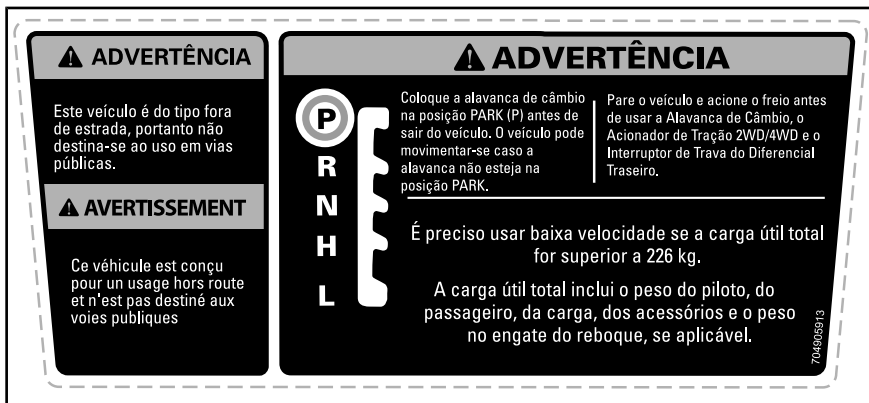 ADVERTÊNCIA
Este veículo é do tipo fora
de estrada, portanto não
destina-se ao uso em vias
públicas.
AVERTISSEMENT
Ce véhicule est conçu
pour un usage hors route
et n'est pas destiné aux
voies publiques
ADVERTÊNCIA
P
R
N
H
L
Coloque a alavanca de câmbio
na posição PARK (P) antes de
sair do veículo. O veículo pode
movimentar-se caso a
alavanca não esteja na
posição PARK.
Pare o veículo e acione o freio antes
de usar a Alavanca de Câmbio, o
Acionador de Tração 2WD/4WD e o
Interruptor de Trava do Diferencial
Traseiro.
É preciso usar baixa velocidade se a carga útil total
for superior a 226 kg.
A carga útil total inclui o peso do piloto, do
passageiro, da carga, dos acessórios e o peso
no engate do reboque, se aplicável.
704905913